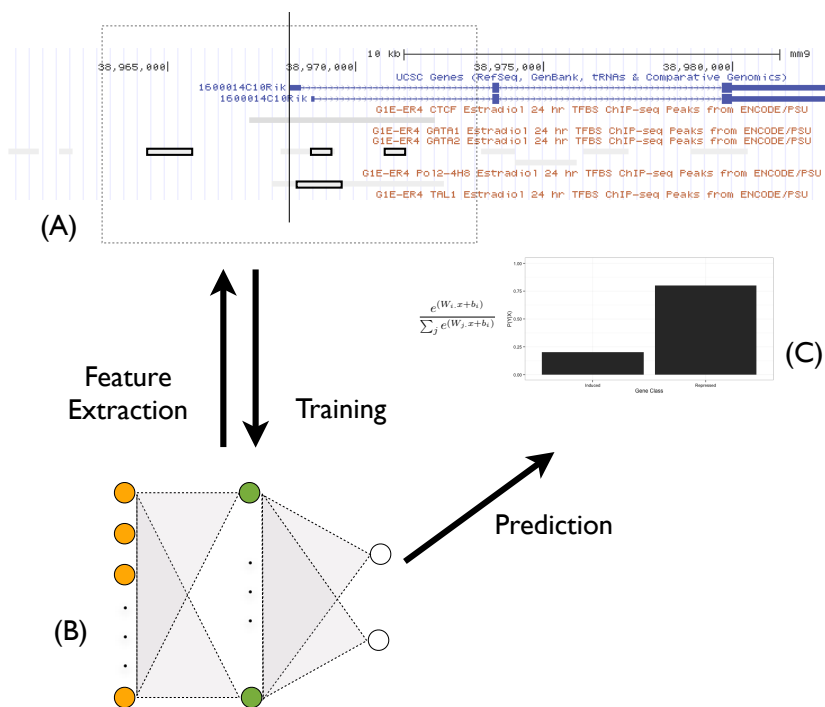 10 kb mm9
38,965,000 38,970,000 38,975,000 38,980,000
UCSC Genes (RefSeq, GenBank, tRNAs & Comparative Genomics)
1600014C10Rik
1600014C10Rik
G1E-ER4 CTCF Estradiol 24 hr TFBS ChIP-seq Peaks from ENCODE/PSU
G1E-ER4 GATA1 Estradiol 24 hr TFBS ChIP-seq Peaks from ENCODE/PSU
G1E-ER4 GATA2 Estradiol 24 hr TFBS ChIP-seq Peaks from ENCODE/PSU
G1E-ER4 Pol2-4H8 Estradiol 24 hr TFBS ChIP-seq Peaks from ENCODE/PSU
G1E-ER4 TAL1 Estradiol 24 hr TFBS ChIP-seq Peaks from ENCODE/PSU
(A)
e^(W_i.x+b_i)
∑_j e^(W_j.x+b_j)
P(Y|X)
1.00
0.75
0.50
0.25
0.00
Induced Repressed
Gene Class
(C)
Feature
Extraction
Training
Prediction
(B)